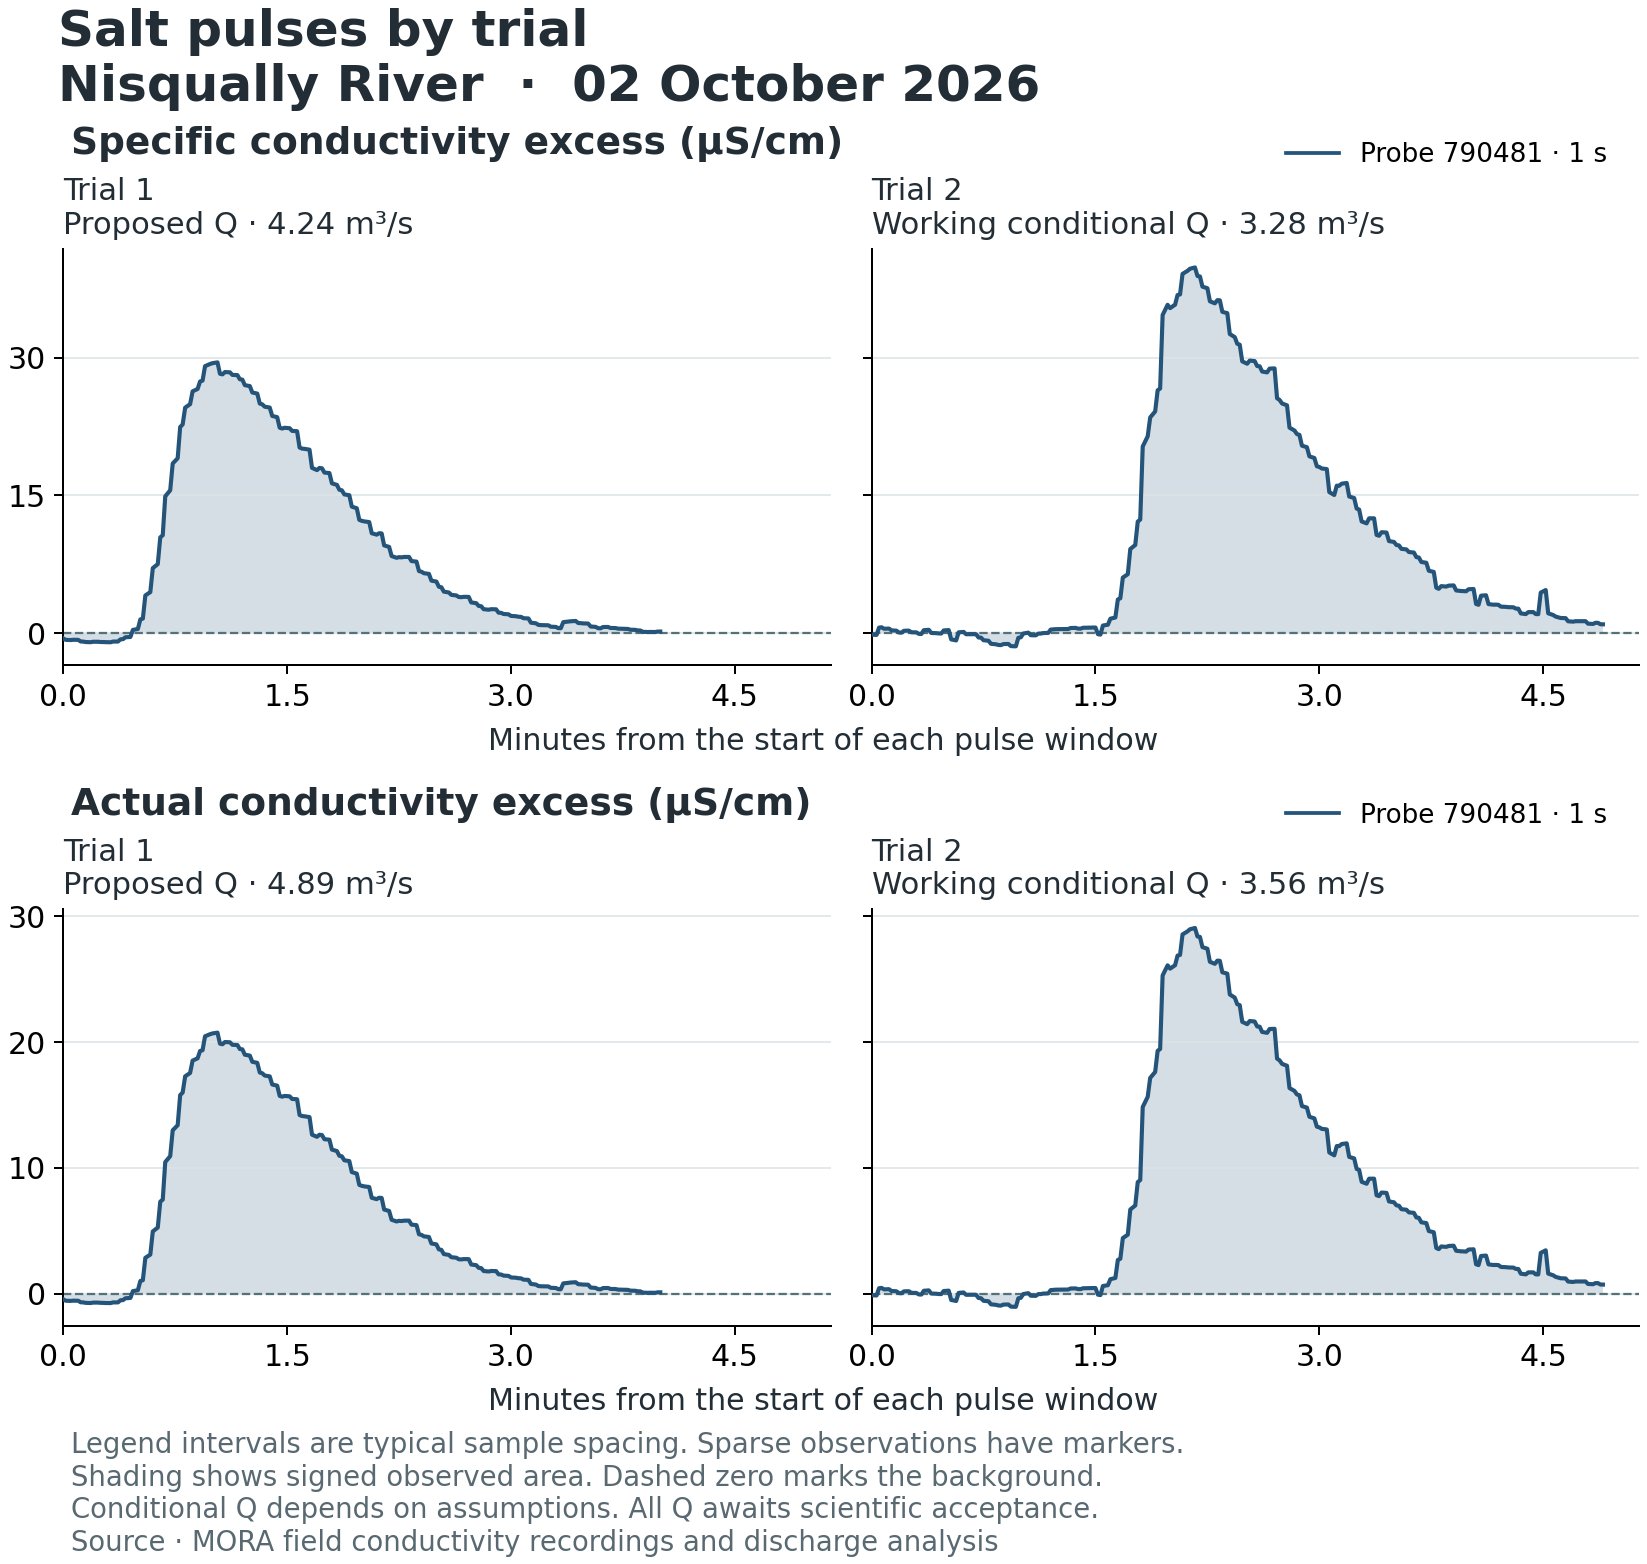 Salt pulses by trial
Nisqually River · 02 October 2026
Specific conductivity excess (µS/cm)
Probe 790481 · 1 s
Trial 1
Proposed Q · 4.24 m³/s
Trial 2
Working conditional Q · 3.28 m³/s
30
15
0
0.0 1.5 3.0 4.5
0.0 1.5 3.0 4.5
Minutes from the start of each pulse window
Actual conductivity excess (µS/cm)
Probe 790481 · 1 s
Trial 1
Proposed Q · 4.89 m³/s
Trial 2
Working conditional Q · 3.56 m³/s
30
20
10
0
0.0 1.5 3.0 4.5
0.0 1.5 3.0 4.5
Minutes from the start of each pulse window
Legend intervals are typical sample spacing. Sparse observations have markers.
Shading shows signed observed area. Dashed zero marks the background.
Conditional Q depends on assumptions. All Q awaits scientific acceptance.
Source · MORA field conductivity recordings and discharge analysis